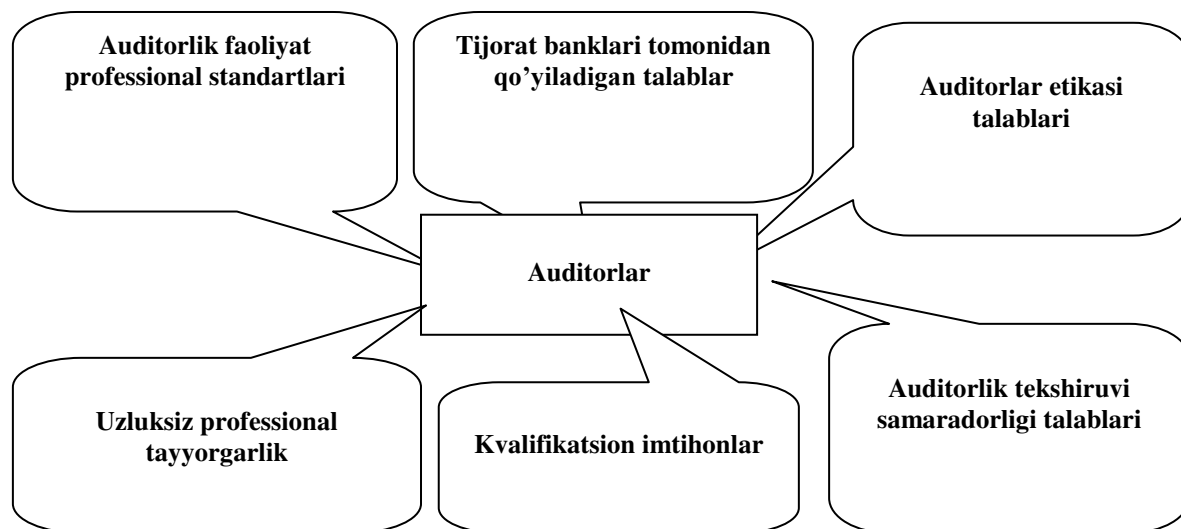 Auditorlik faoliyat
professional standartlari
Tijorat banklari tomonidan
qo’yiladigan talablar
Auditorlar etikasi
talablari
Auditorlar
Uzluksiz professional
tayyorgarlik
Kvalifikatsion imtihonlar
Auditorlik tekshiruvi
samaradorligi talablari